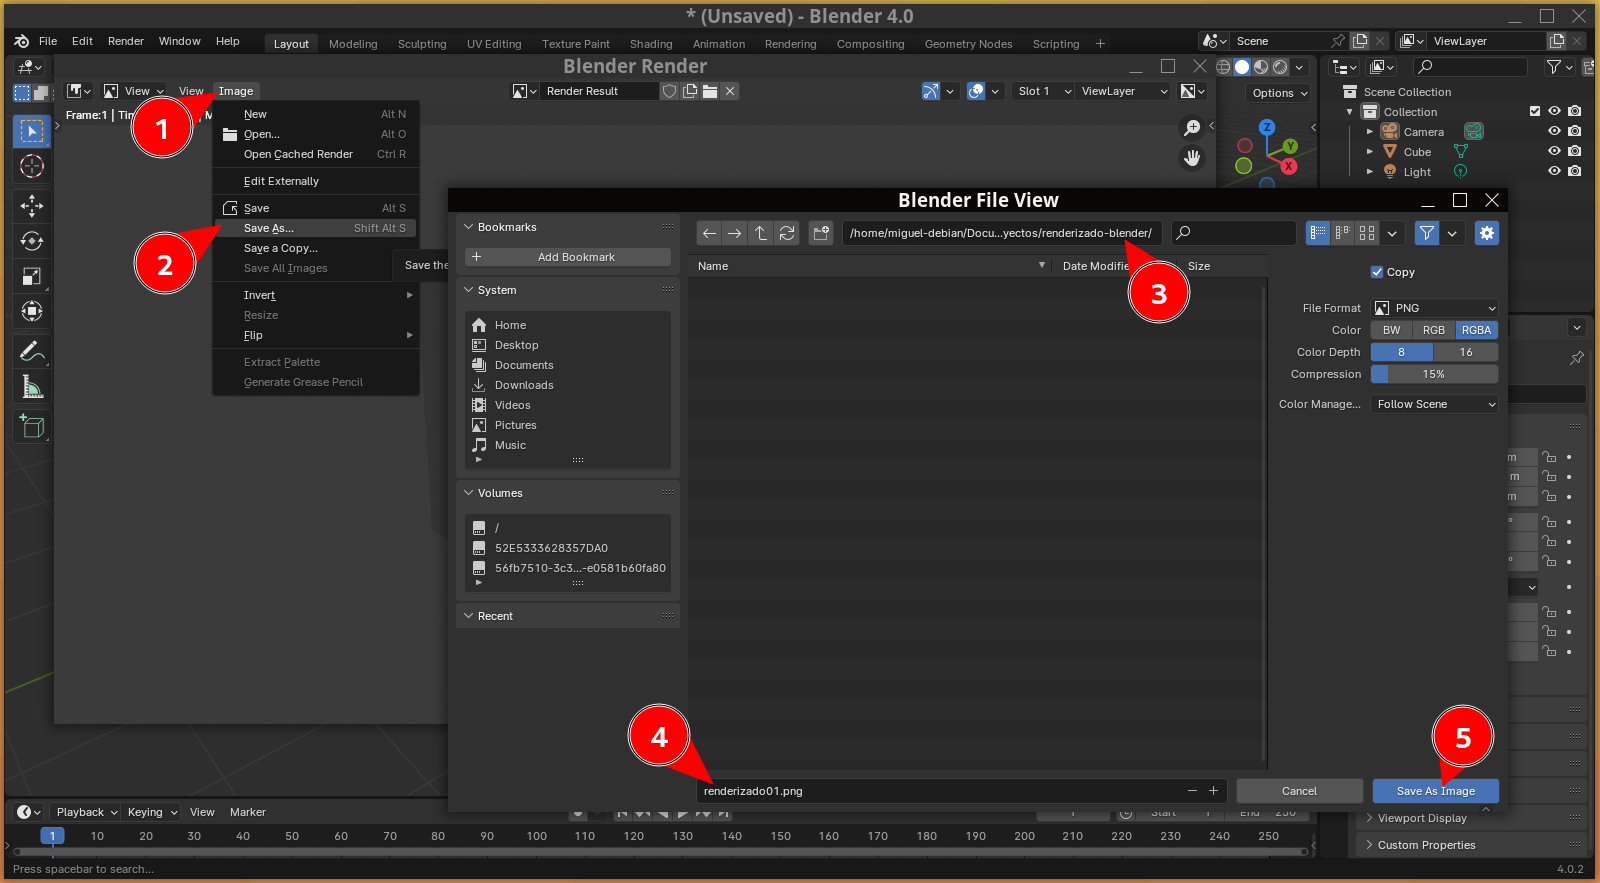 * (Unsaved) - Blender 4.0
File Edit Render Window Help Layout Modeling Sculpting UV Editing Texture Paint Shading Animation Rendering Compositing Geometry Nodes Scripting + Scene ViewLayer
Blender Render
View View Image Render Result Slot 1 ViewLayer Options
Frame:1 | M
1
New Alt N
Open... Alt O
Open Cached Render Ctrl R
Edit Externally
Save Alt S
Save As... Shift Alt S
Save a Copy...
Save All Images
Save the
Invert
Resize
Flip
Extract Palette
Generate Grease Pencil
2
Z
Y
X
Scene Collection
Collection
Camera
Cube
Light
Blender File View
Bookmarks
Add Bookmark
System
Home
Desktop
Documents
Downloads
Videos
Pictures
Music
Volumes
/
52E5333628357DA0
56fb7510-3c3...-e0581b60fa80
Recent
/home/miguel-debian/Docu...yectos/renderizado-blender/
Name Date Modifie Size
3
Copy
File Format PNG
Color BW RGB RGBA
Color Depth 8 16
Compression 15%
Color Manage... Follow Scene
m
m
m
4
5
renderizado01.png Cancel Save As Image
Playback Keying View Marker 1 Start 1 End 250
1 10 20 30 40 50 60 70 80 90 100 110 120 130 140 150 160 170 180 190 200 210 220 230 240 250
Viewport Display
Custom Properties
Press spacebar to search... 4.0.2